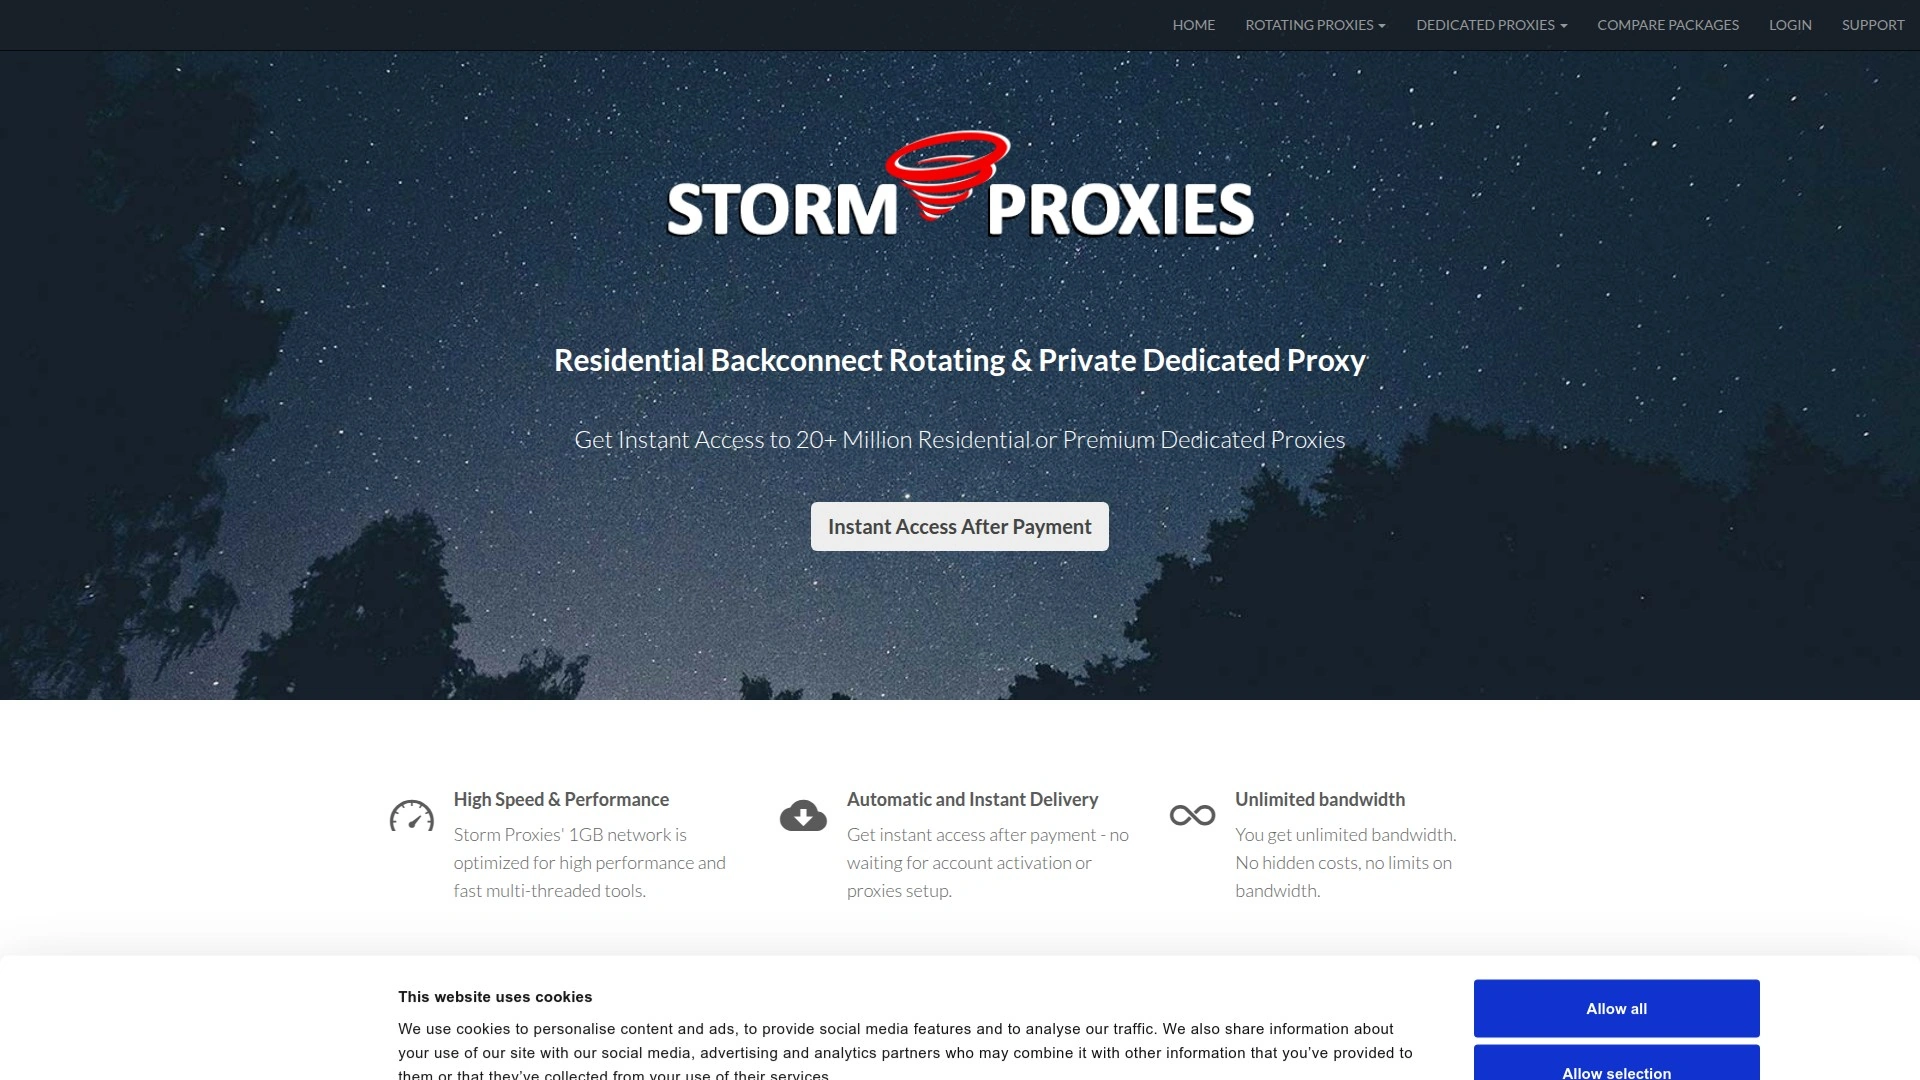 HOME ROTATING PROXIES DEDICATED PROXIES COMPARE PACKAGES LOGIN SUPPORT
STORM PROXIES
Residential Backconnect Rotating & Private Dedicated Proxy
Get Instant Access to 20+ Million Residential or Premium Dedicated Proxies
Instant Access After Payment
High Speed & Performance
Storm Proxies' 1GB network is
optimized for high performance and
fast multi-threaded tools.
Automatic and Instant Delivery
Get instant access after payment - no
waiting for account activation or
proxies setup.
Unlimited bandwidth
You get unlimited bandwidth.
No hidden costs, no limits on
bandwidth.
This website uses cookies
We use cookies to personalise content and ads, to provide social media features and to analyse our traffic. We also share information about
your use of our site with our social media, advertising and analytics partners who may combine it with other information that you’ve provided to
them or that they’ve collected from your use of their services.
Allow all
Allow selection